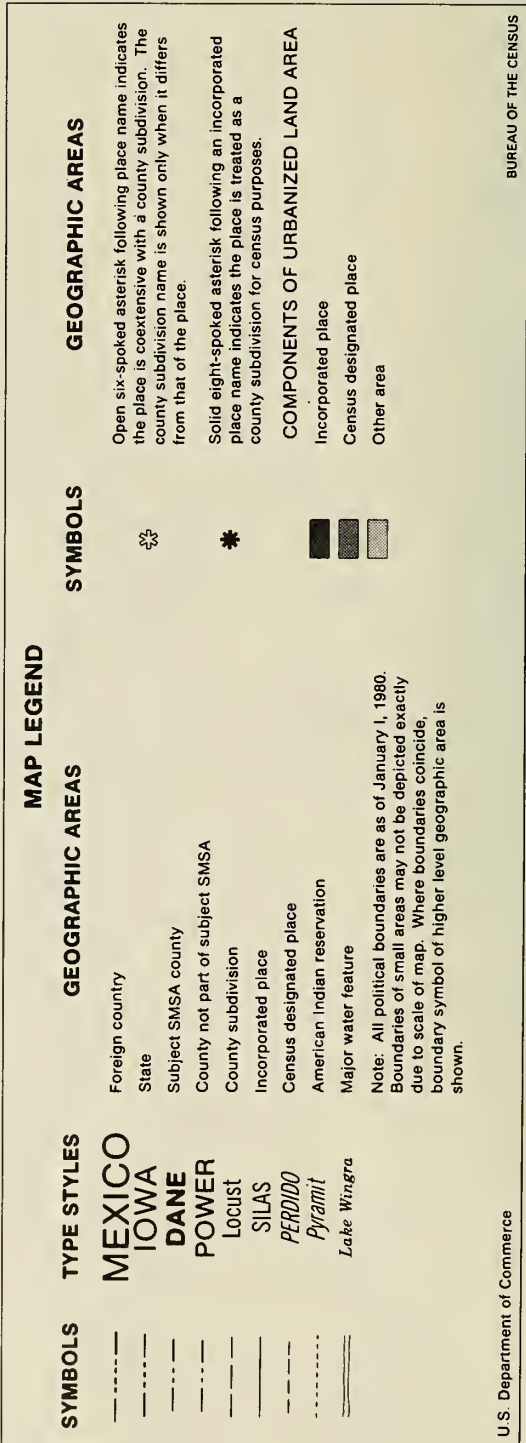 MAP LEGEND
SYMBOLS TYPE STYLES GEOGRAPHIC AREAS
MEXICO Foreign country
IOWA State
DANE Subject SMSA county
POWER County not part of subject SMSA
Locust County subdivision
SILAS Incorporated place
PERDIDO Census designated place
Pyramit American Indian reservation
Lake Wingra Major water feature
Note: All political boundaries are as of January 1, 1980.
Boundaries of small areas may not be depicted exactly
due to scale of map. Where boundaries coincide,
boundary symbol of higher level geographic area is
shown.
SYMBOLS GEOGRAPHIC AREAS
Open six-spoked asterisk following place name indicates
the place is coextensive with a county subdivision. The
county subdivision name is shown only when it differs
from that of the place.
Solid eight-spoked asterisk following an incorporated
place name indicates the place is treated as a
county subdivision for census purposes.
COMPONENTS OF URBANIZED LAND AREA
Incorporated place
Census designated place
Other area
U.S. Department of Commerce
BUREAU OF THE CENSUS